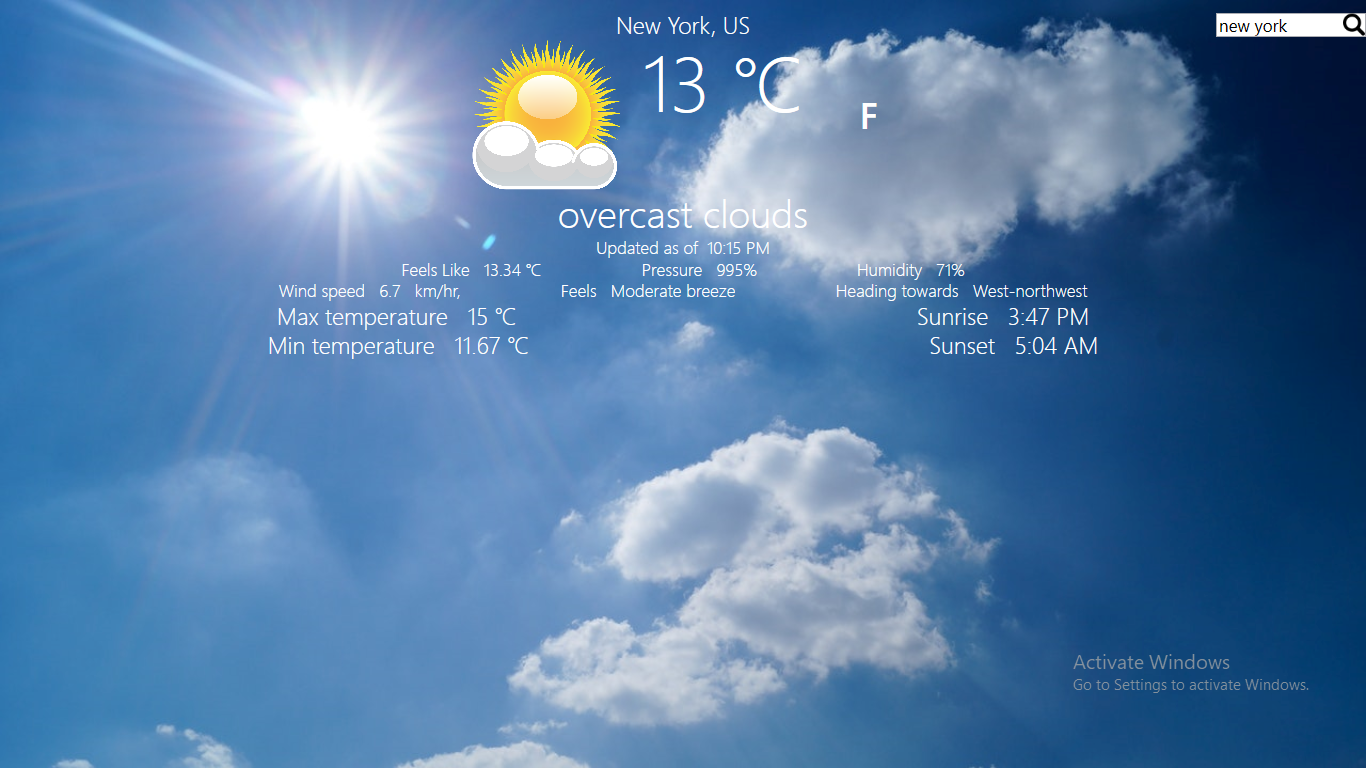 New York, US
new york
13 °C
F
overcast clouds
Updated as of 10:15 PM
Feels Like 13.34 °C Pressure 995% Humidity 71%
Wind speed 6.7 km/hr, Feels Moderate breeze Heading towards West-northwest
Max temperature 15 °C Sunrise 3:47 PM
Min temperature 11.67 °C Sunset 5:04 AM
Activate Windows
Go to Settings to activate Windows.